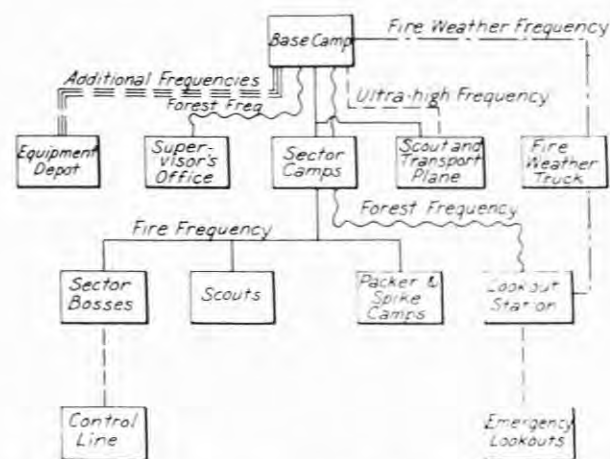 Fire Weather Frequency
Base Camp
Additional Frequencies
Forest Freq
Ultra-high Frequency
Equipment
Depot
Super-
visor's
Office
Sector
Camps
Scout and
Transport
Plane
Fire
Weather
Truck
Forest Frequency
Fire Frequency
Sector
Bosses
Scouts
Packer &
Spike
Camps
Lookout
Station
Control
Line
Emergency
Lookouts